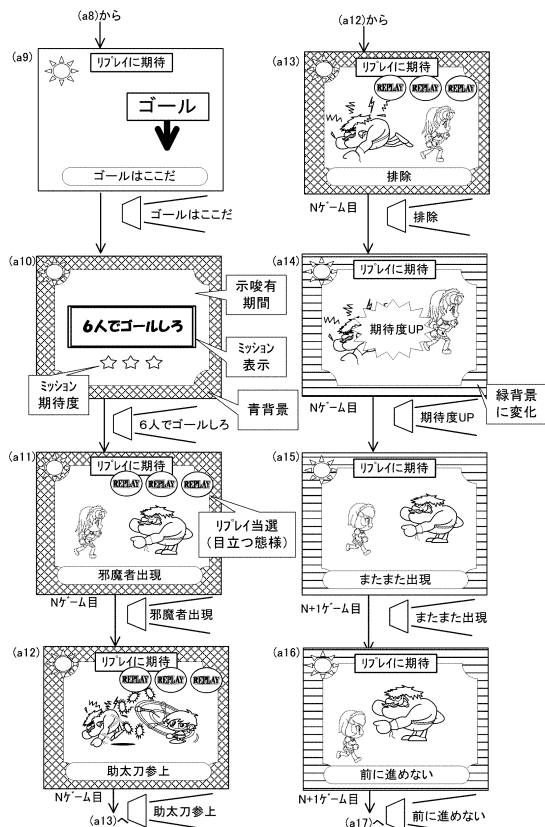 (a8)から
(a9)
ﾘﾌﾟﾚｲに期待
ゴール
ゴールはここだ
ゴールはここだ
(a10)
示唆有
期間
6人でゴールしろ
ﾐｯｼｮﾝ
表示
ﾐｯｼｮﾝ
期待度
青背景
6人でゴールしろ
(a11)
ﾘﾌﾟﾚｲに期待
REPLAY REPLAY REPLAY
ﾘﾌﾟﾚｲ当選
(目立つ態様)
邪魔者出現
Nｹﾞｰﾑ目
邪魔者出現
(a12)
ﾘﾌﾟﾚｲに期待
REPLAY REPLAY REPLAY
助太刀参上
Nｹﾞｰﾑ目
(a13)へ
助太刀参上
(a12)から
(a13)
ﾘﾌﾟﾚｲに期待
REPLAY REPLAY REPLAY
排除
Nｹﾞｰﾑ目
排除
(a14)
ﾘﾌﾟﾚｲに期待
期待度UP
緑背景
に変化
Nｹﾞｰﾑ目
期待度UP
(a15)
ﾘﾌﾟﾚｲに期待
またまた出現
N+1ｹﾞｰﾑ目
またまた出現
(a16)
ﾘﾌﾟﾚｲに期待
前に進めない
N+1ｹﾞｰﾑ目
(a17)へ
前に進めない